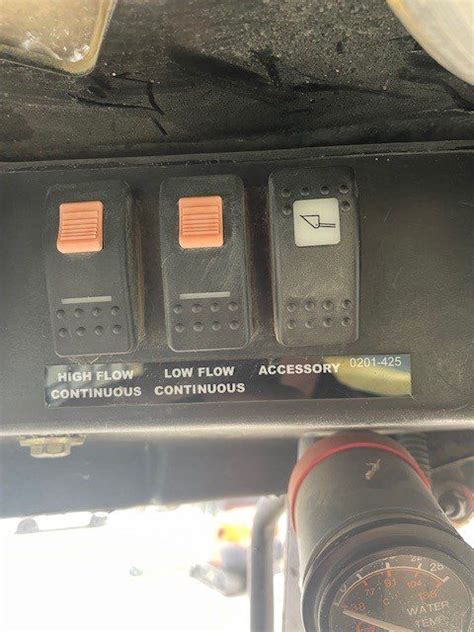 HIGH FLOW
CONTINUOUS
LOW FLOW
CONTINUOUS
ACCESSORY
0201-425
WATER
TEMP